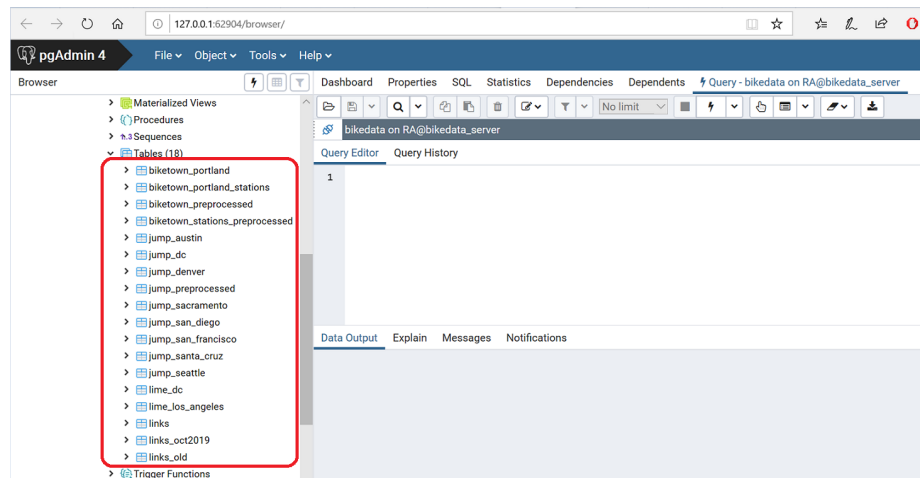 127.0.0.1:62904/browser/
pgAdmin 4 File Object Tools Help
Browser
Dashboard Properties SQL Statistics Dependencies Dependents Query - bikedata on RA@bikedata_server
Materialized Views
No limit
Procedures
1..3 Sequences
bikedata on RA@bikedata_server
Tables (18)
Query Editor Query History
biketown_portland
1
biketown_portland_stations
biketown_preprocessed
biketown_stations_preprocessed
jump_austin
jump_dc
jump_denver
jump_preprocessed
jump_sacramento
jump_san_diego
jump_san_francisco
Data Output Explain Messages Notifications
jump_santa_cruz
jump_seattle
lime_dc
lime_los_angeles
links
links_oct2019
links_old
Trigger Functions